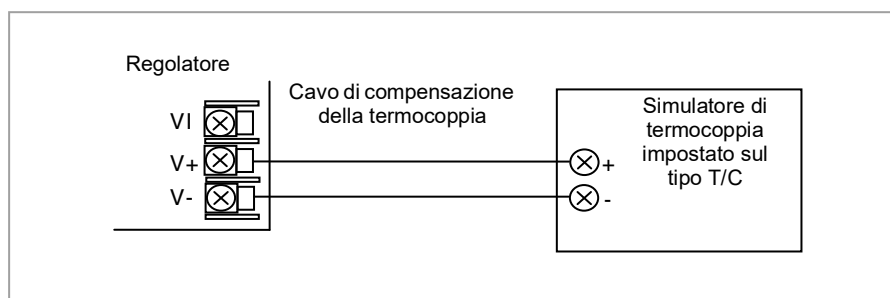 Regolatore
Cavo di compensazione
della termocoppia
VI
V+
V-
Simulatore di
termocoppia
impostato sul
tipo T/C
+
-